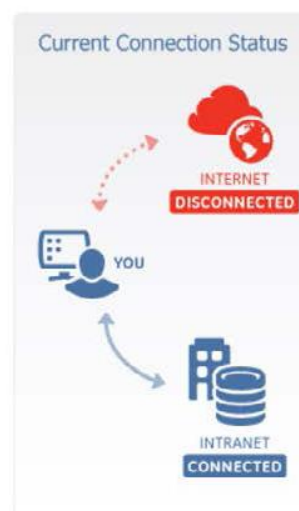 Current Connection Status
INTERNET
DISCONNECTED
YOU
INTRANET
CONNECTED